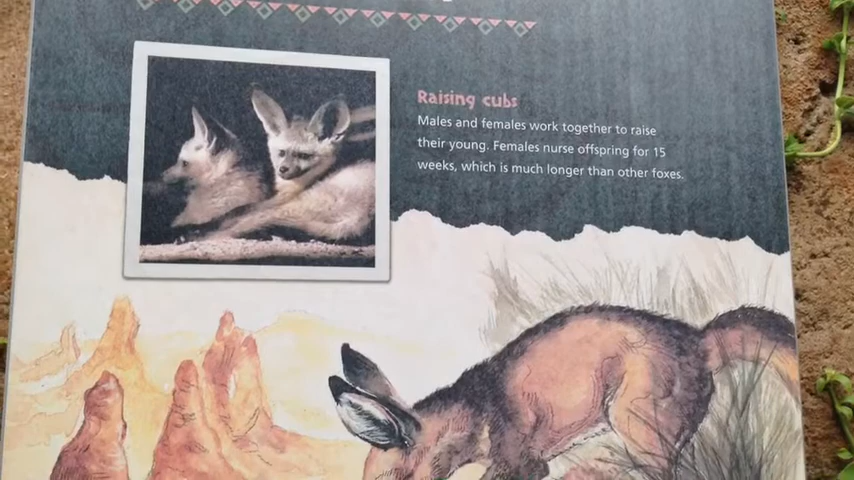 Raising cubs
Males and females work together to raise
their young. Females nurse offspring for 15
weeks, which is much longer than other foxes.